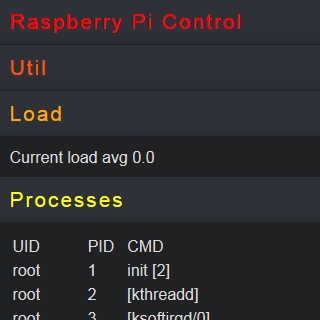 Raspberry Pi Control
Util
Load
Current load avg 0.0
Processes
UID PID CMD
root 1 init [2]
root 2 [kthreadd]
root 3 [ksoftirqd/0]